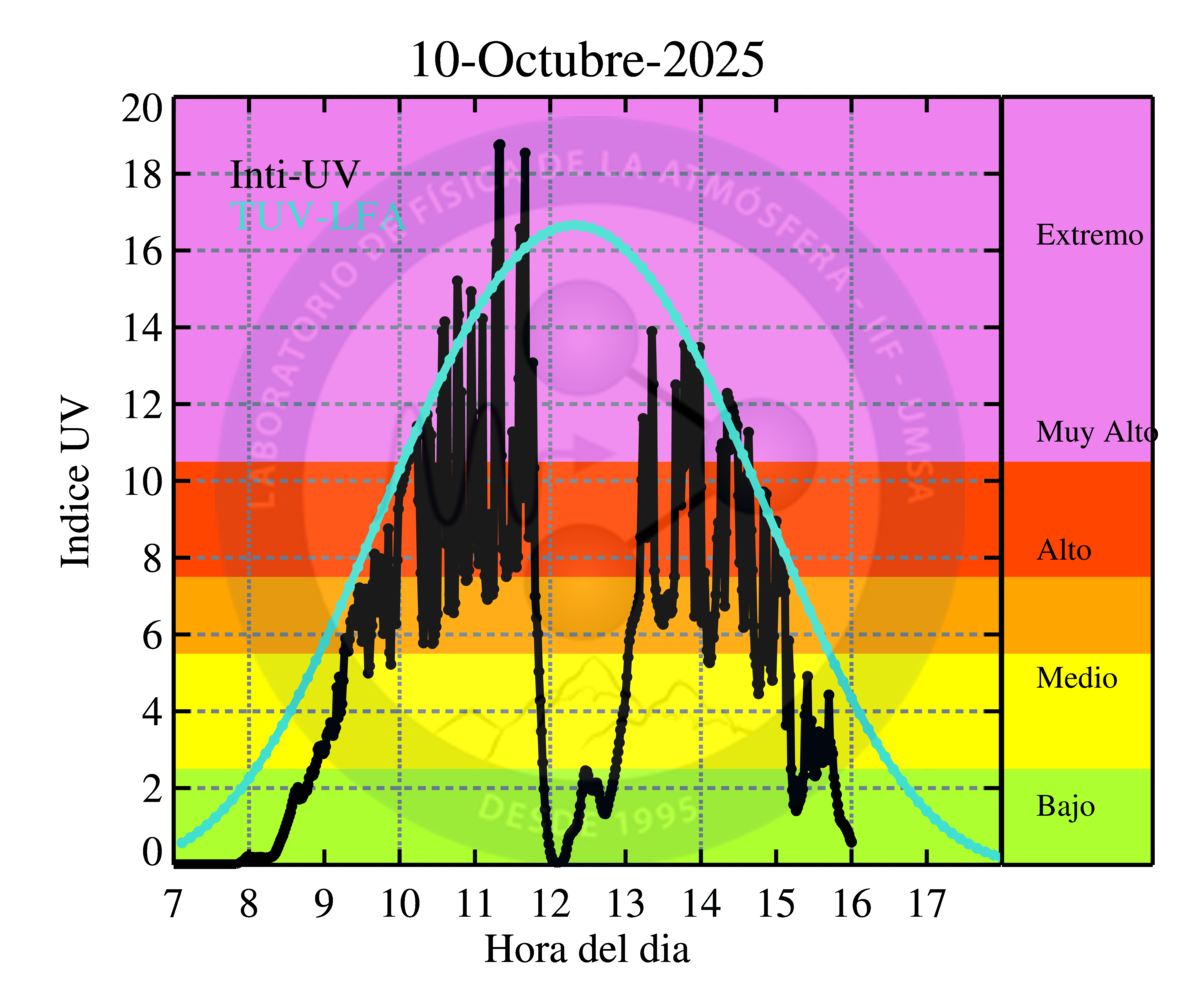 10-Octubre-2025
Indice UV
20
18
16
14
12
10
8
6
4
2
0
Inti-UV
TUV-LFA
LABORATORIO DE FÍSICA DE LA ATMÓSFERA - IIF - UMSA
DESDE 1995
Extremo
Muy Alto
Alto
Medio
Bajo
7 8 9 10 11 12 13 14 15 16 17
Hora del dia